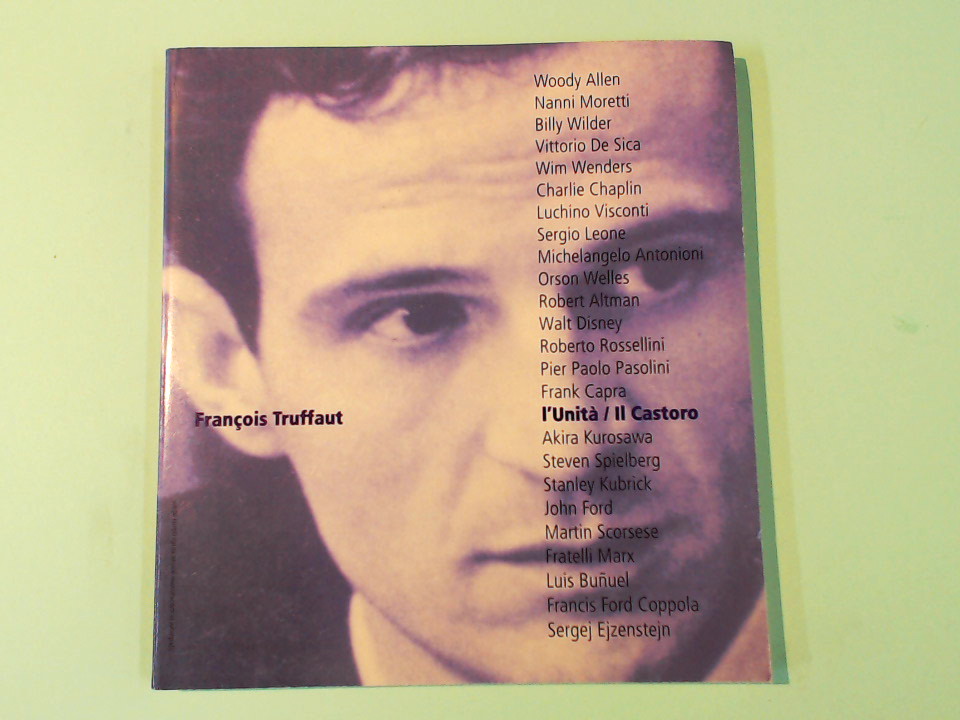 Woody Allen
Nanni Moretti
Billy Wilder
Vittorio De Sica
Wim Wenders
Charlie Chaplin
Luchino Visconti
Sergio Leone
Michelangelo Antonioni
Orson Welles
Robert Altman
Walt Disney
Roberto Rossellini
Pier Paolo Pasolini
Frank Capra
François Truffaut
l'Unità / Il Castoro
Akira Kurosawa
Steven Spielberg
Stanley Kubrick
John Ford
Martin Scorsese
Fratelli Marx
Luis Buñuel
Francis Ford Coppola
Sergej Ejzenstejn